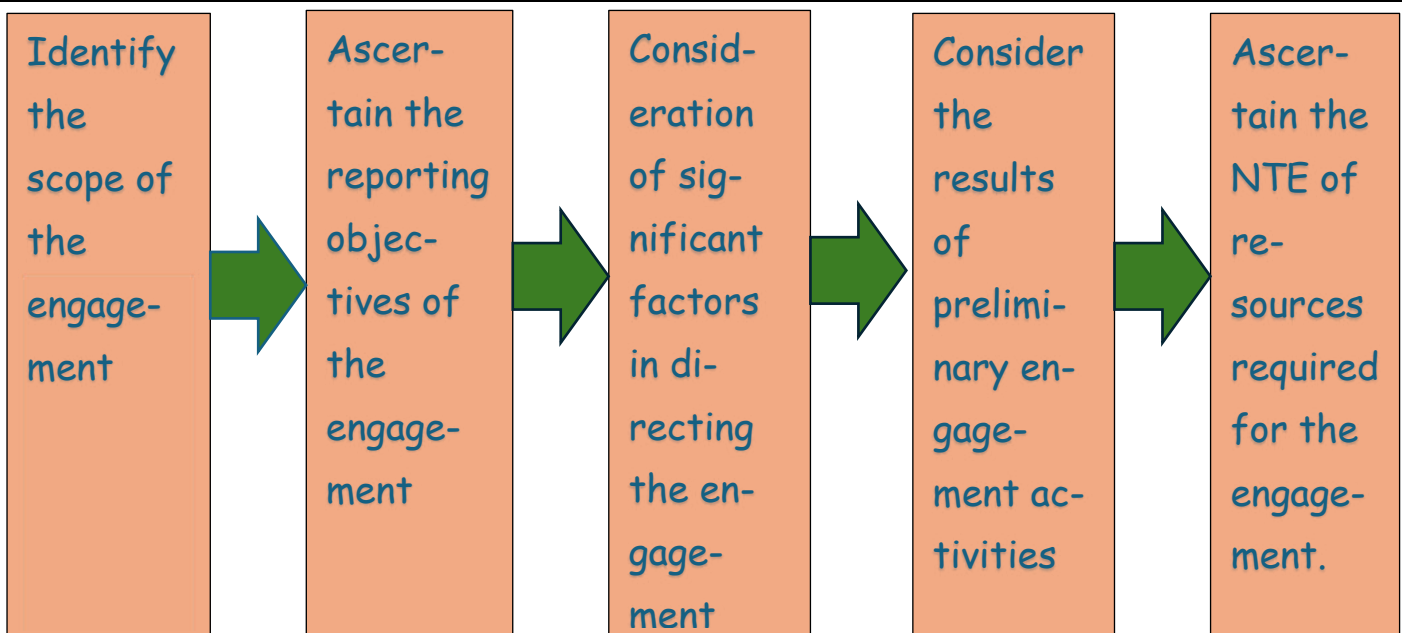 Identify
the
scope of
the
engage-
ment
Ascer-
tain the
reporting
objec-
tives of
the
engage-
ment
Consid-
eration
of sig-
nificant
factors
in di-
recting
the en-
gage-
ment
Consider
the
results
of
prelimi-
nary en-
gage-
ment ac-
tivities
Ascer-
tain the
NTE of
re-
sources
required
for the
engage-
ment.